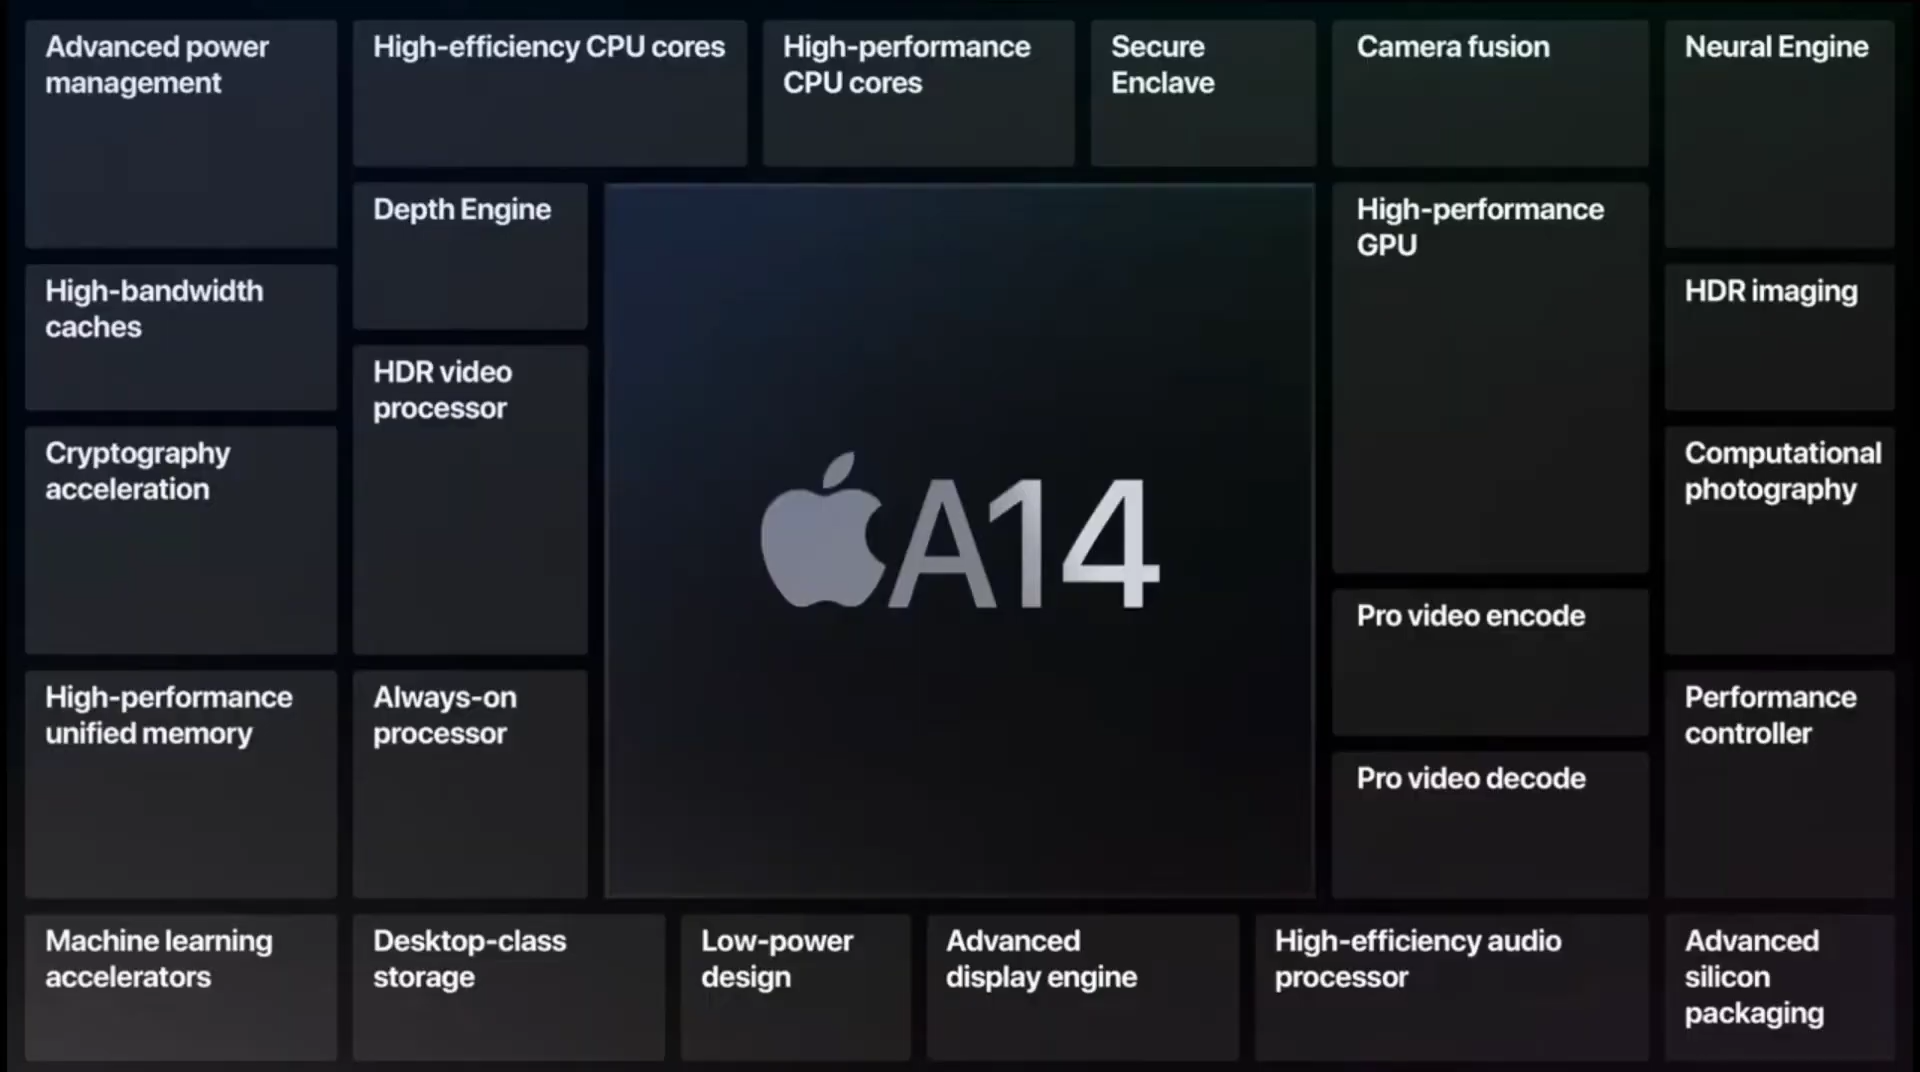 Advanced power
management
High-efficiency CPU cores
High-performance
CPU cores
Secure
Enclave
Camera fusion
Neural Engine
Depth Engine
High-performance
GPU
High-bandwidth
caches
HDR imaging
HDR video
processor
A14
Cryptography
acceleration
Computational
photography
Pro video encode
High-performance
unified memory
Always-on
processor
Performance
controller
Pro video decode
Machine learning
accelerators
Desktop-class
storage
Low-power
design
Advanced
display engine
High-efficiency audio
processor
Advanced
silicon
packaging